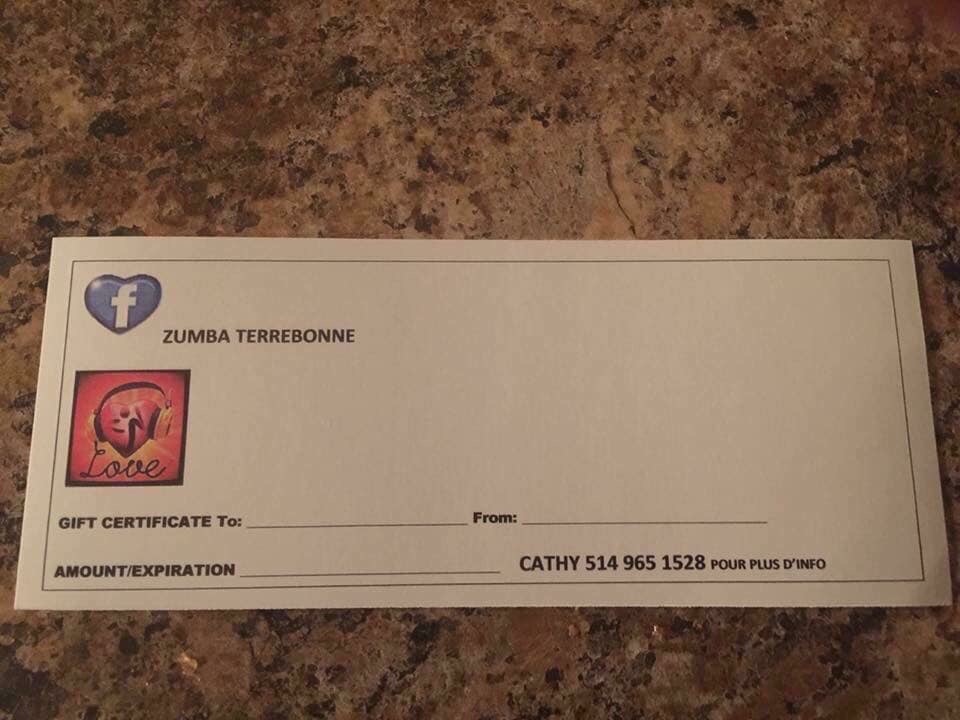 f
ZUMBA TERREBONNE
Love
GIFT CERTIFICATE To: From:
AMOUNT/EXPIRATION CATHY 514 965 1528 POUR PLUS D'INFO